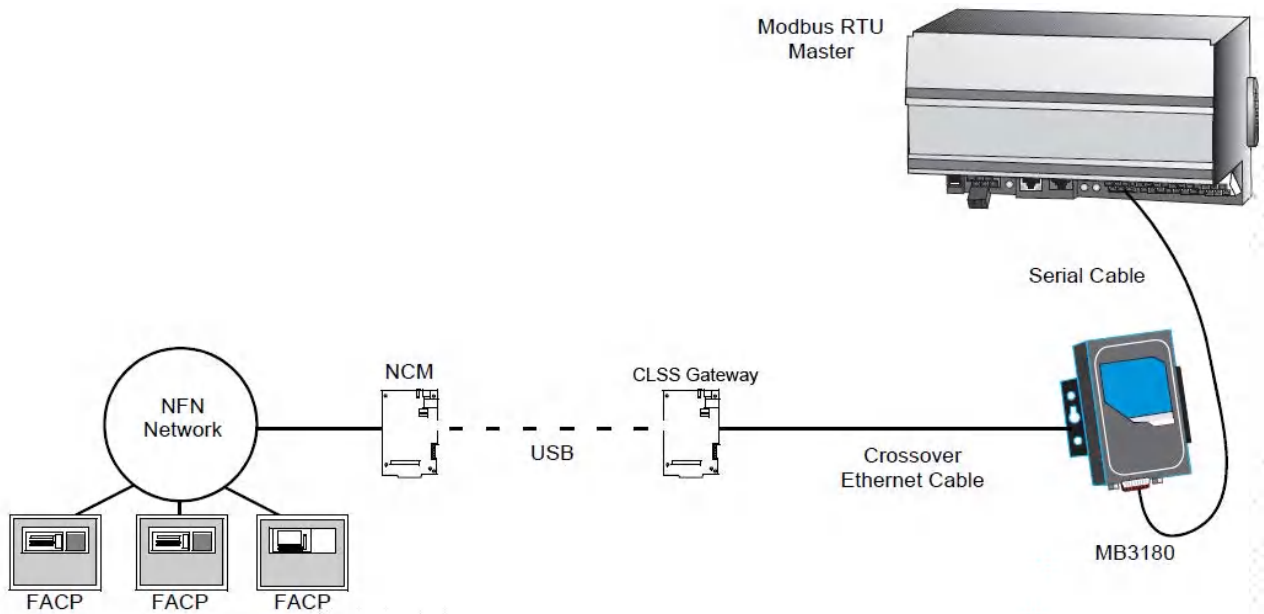 Modbus RTU
Master
Serial Cable
NCM
CLSS Gateway
NFN
Network
USB
Crossover
Ethernet Cable
MB3180
FACP
FACP
FACP